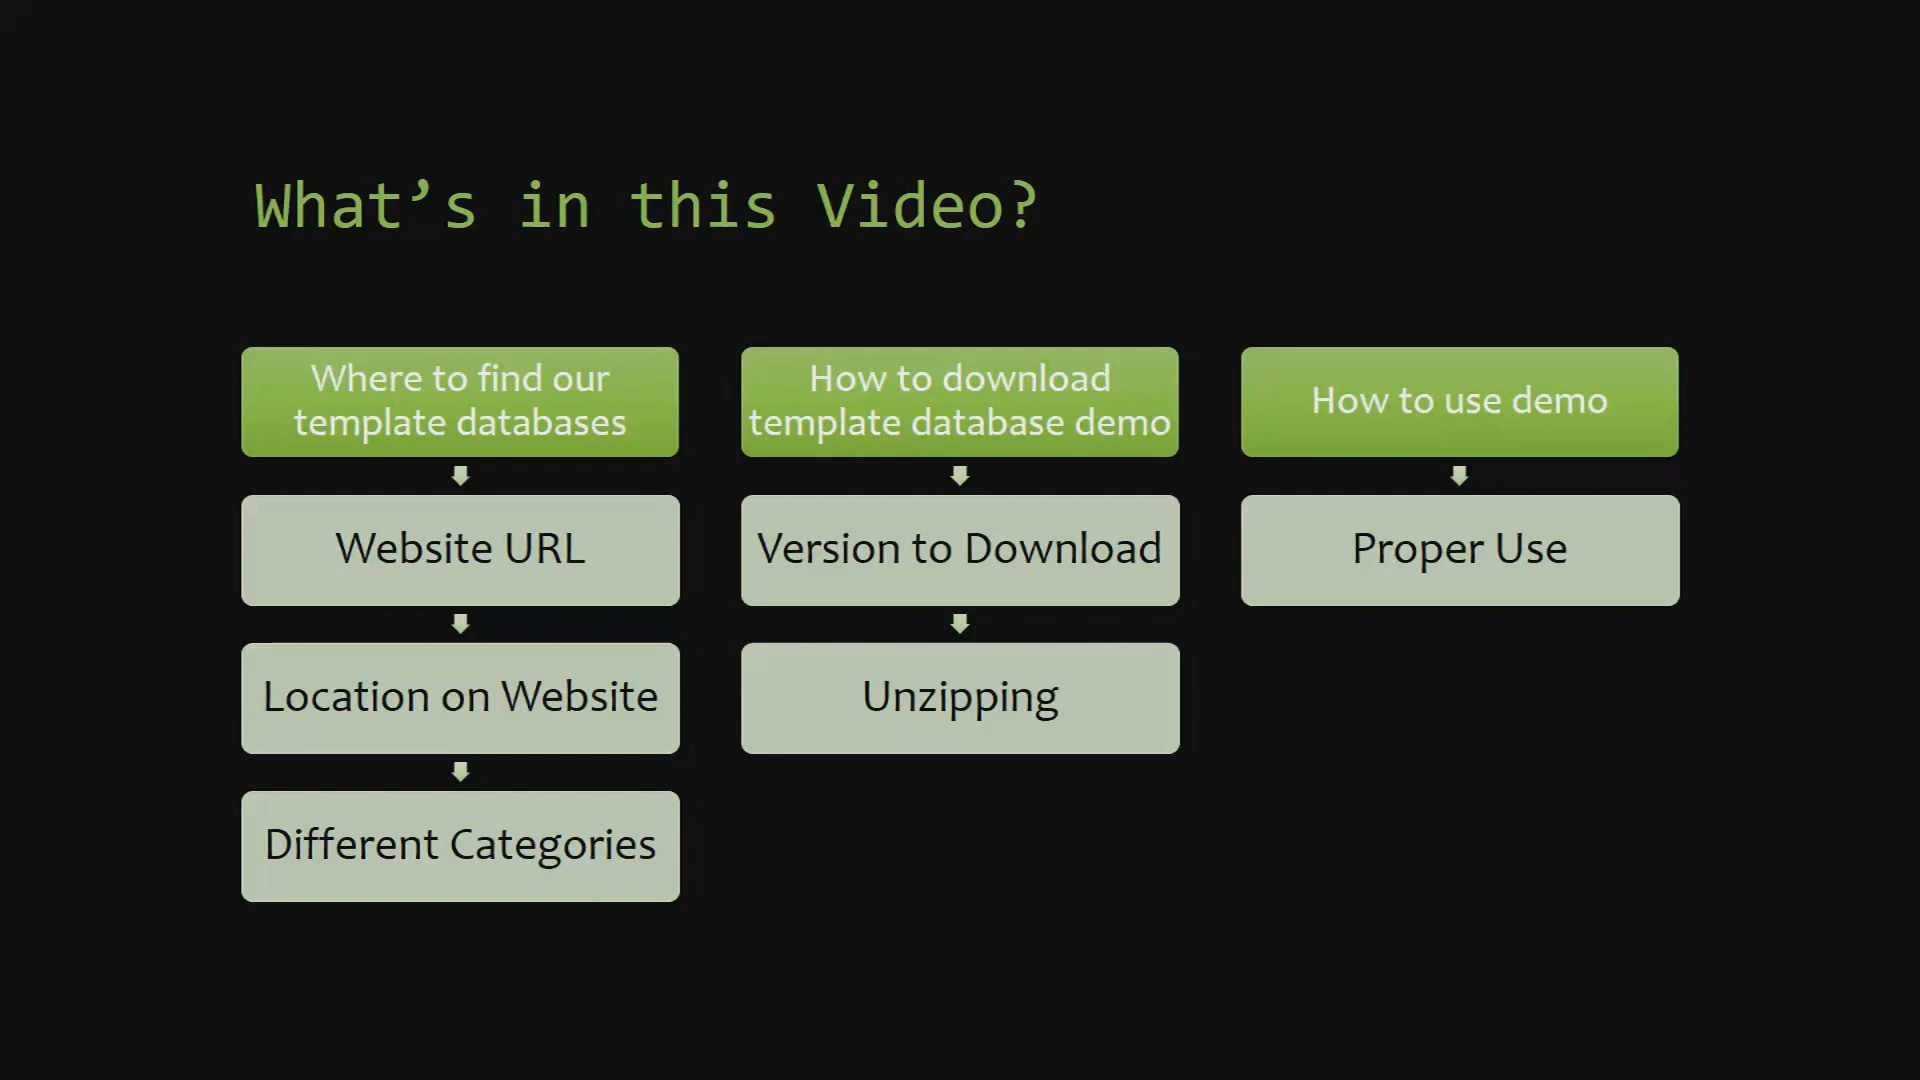 What’s in this Video?
Where to find our
template databases
Website URL
Location on Website
Different Categories
How to download
template database demo
Version to Download
Unzipping
How to use demo
Proper Use